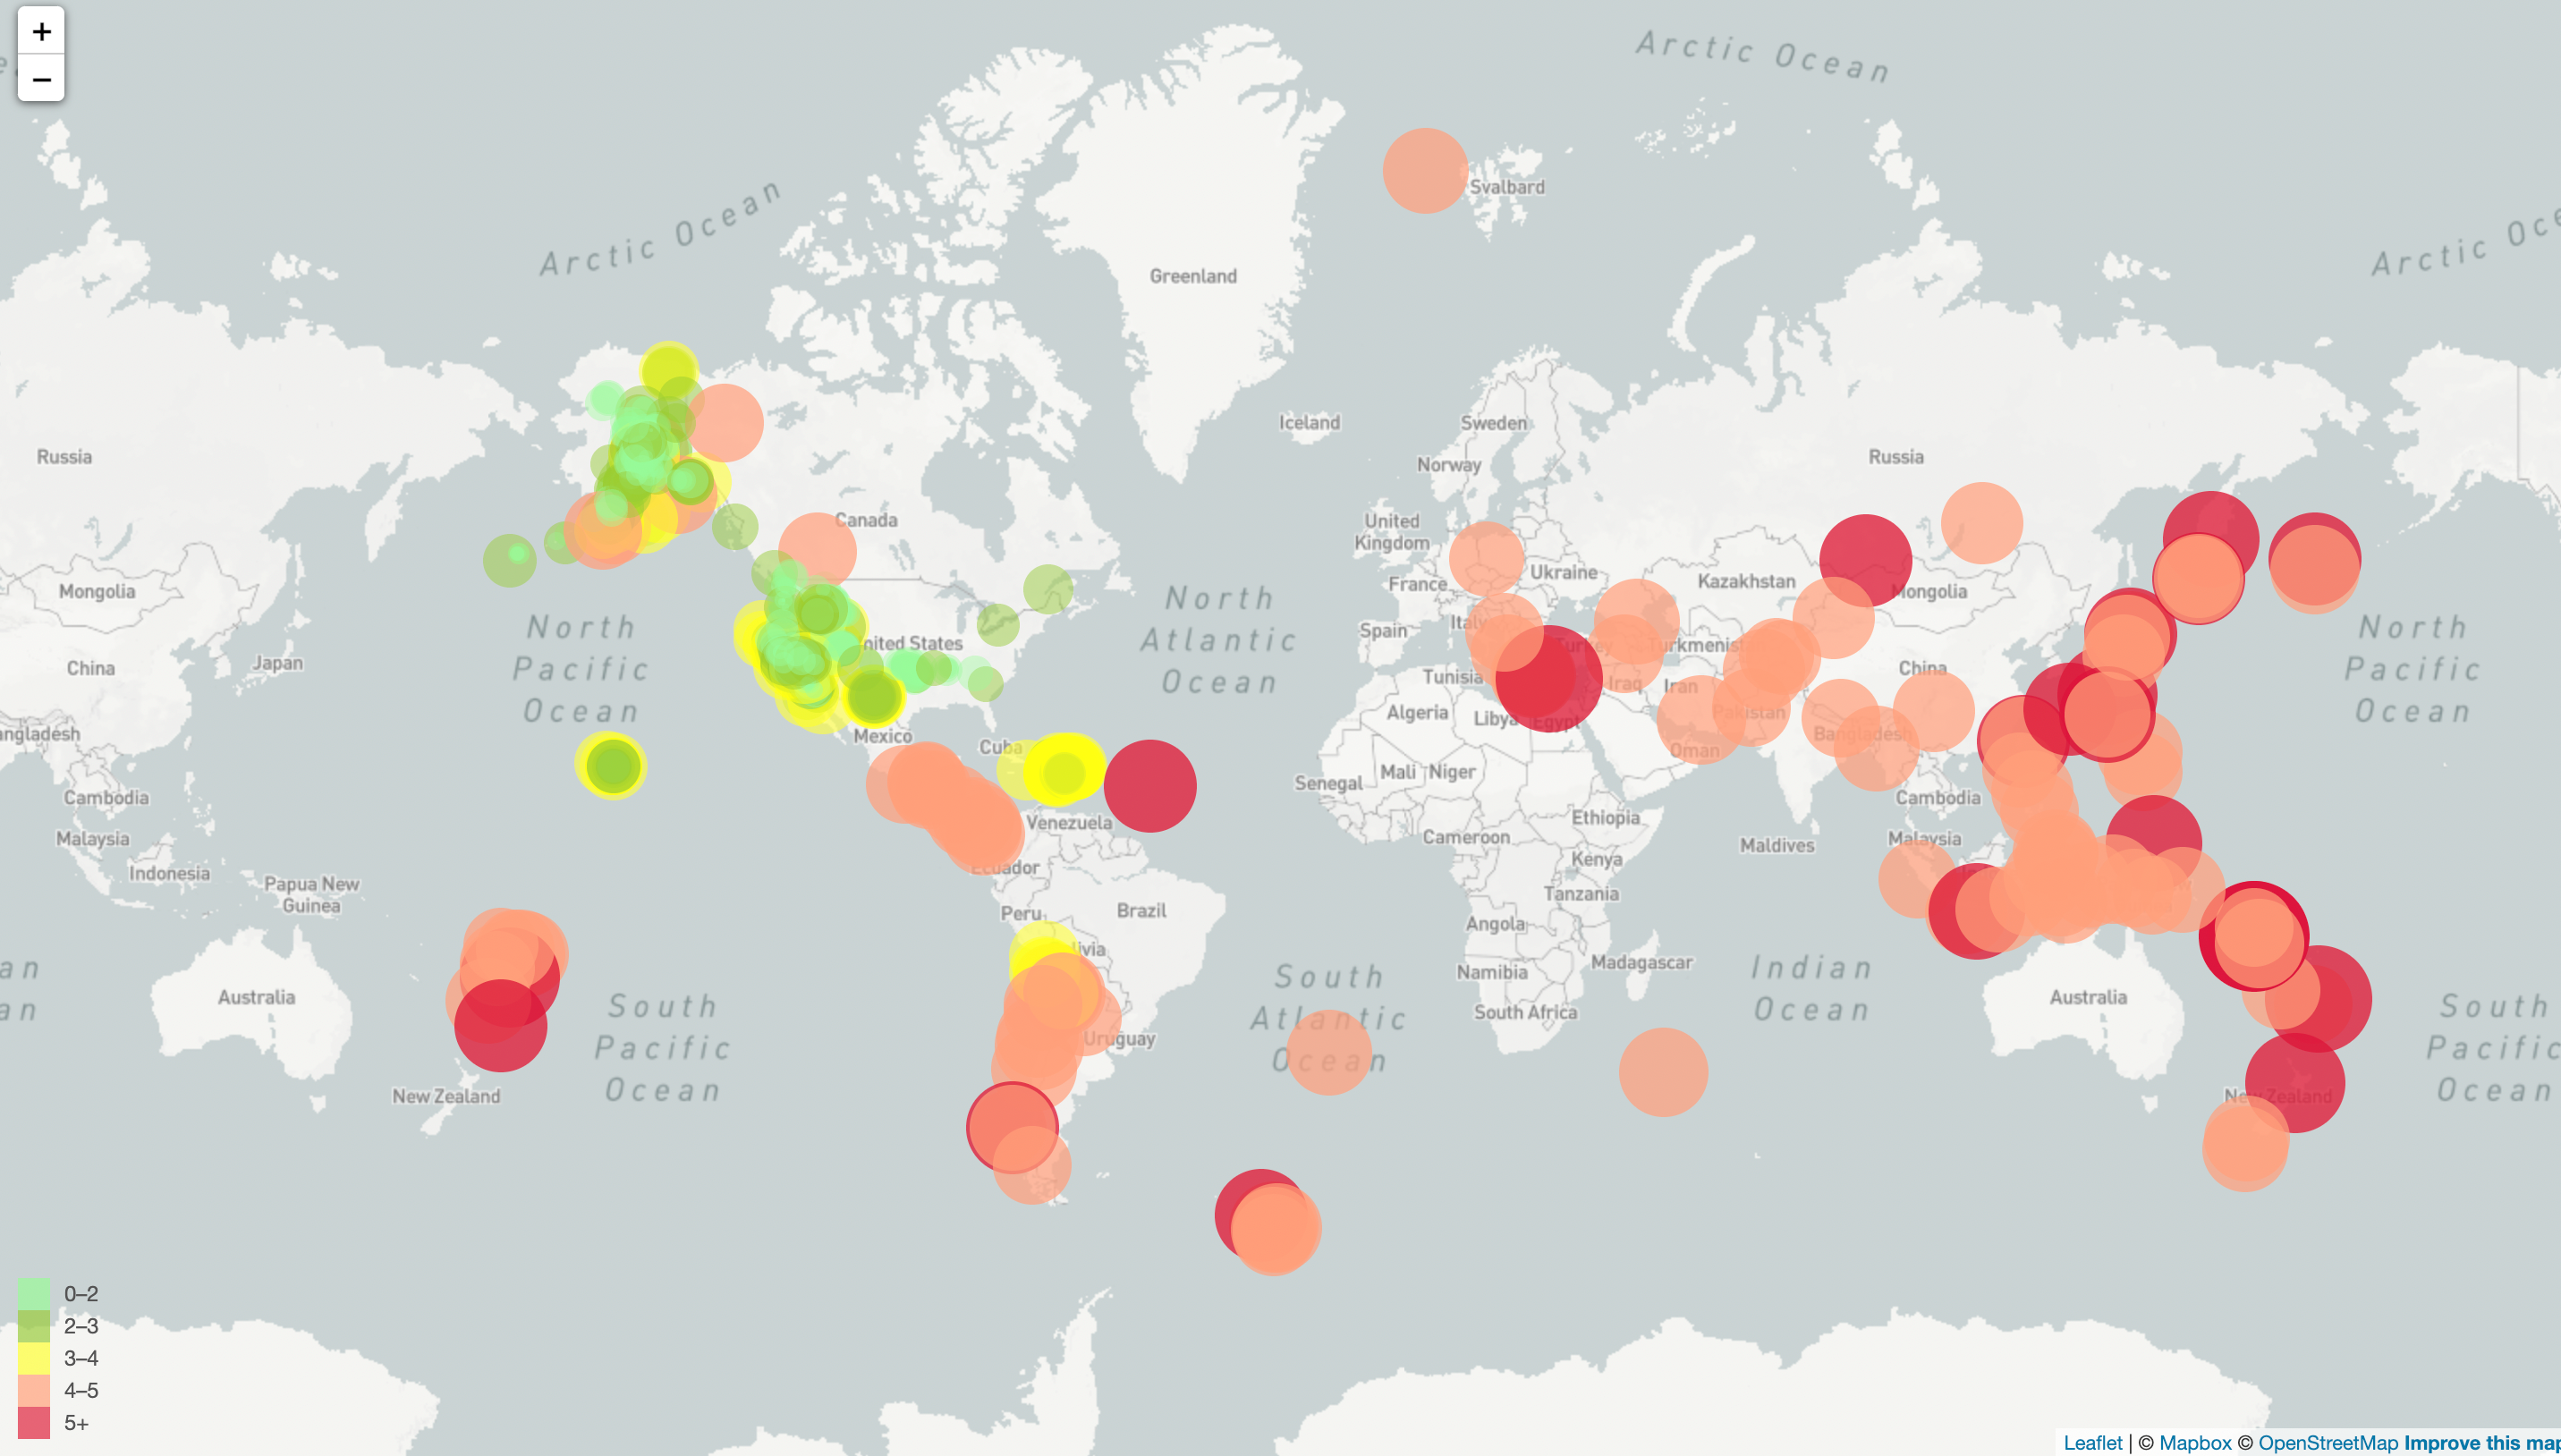 +
−
Arctic Ocean
Arctic Ocean
Arctic Oce
Svalbard
Greenland
Iceland
Sweden
Norway
Russia
Russia
Canada
United
Kingdom
Ukraine
France
Kazakhstan
Mongolia
Mongolia
North
Pacific
Ocean
North
Atlantic
Ocean
North
Pacific
Ocean
nited States
Spain
Italy
Turkey
Turkmenis
China
China
Japan
Tunisia
Iraq
Iran
Algeria
Libya
Egypt
Pakistan
ngladesh
Bangladesh
Mexico
Cuba
Oman
Mali
Niger
Senegal
Cambodia
Cambodia
Venezuela
Ethiopia
Malaysia
Malaysia
Cameroon
Maldives
Kenya
Ecuador
Indonesia
Papua New
Guinea
Tanzania
Peru
Brazil
Angola
livia
Namibia
Madagascar
an
an
Australia
Australia
South
Pacific
Ocean
South
Atlantic
Ocean
Indian
Ocean
South
Pacific
Ocean
South Africa
Uruguay
New Zealand
New Zealand
0–2
2–3
3–4
4–5
5+
Leaflet | © Mapbox © OpenStreetMap Improve this map